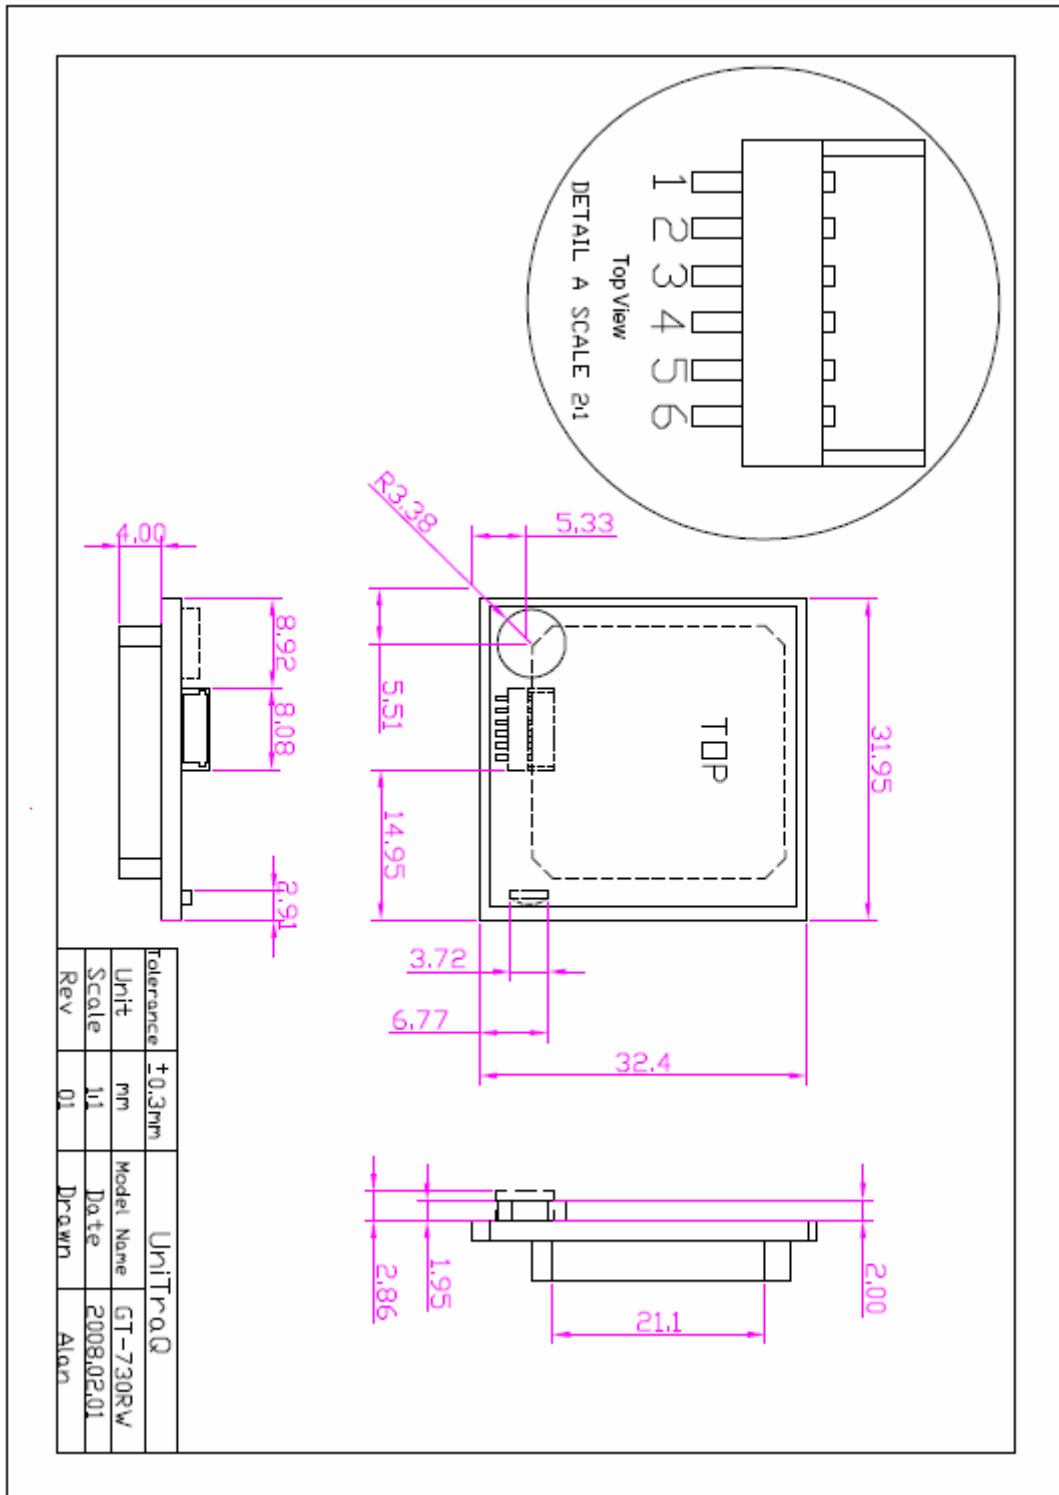 1
2
3
4
5
6
Top View
DETAIL A SCALE 2:1
R3.38
5.33
4.00
8.92
8.08
2.91
5.51
14.95
TOP
31.95
3.72
6.77
32.4
2.86
1.95
2.00
21.1
Tolerance ±0.3mm UniTraQ
Unit mm Model Name GT-730RW
Scale 1:1 Date 2008.02.01
Rev 01 Drawn Alan